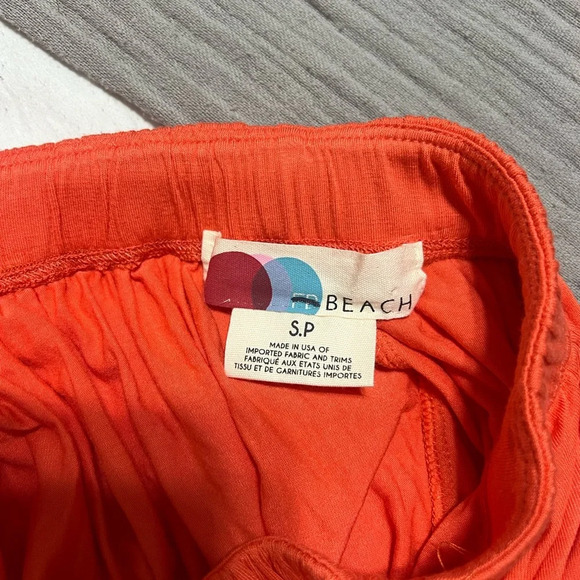 FP BEACH
S.P
MADE IN USA OF
IMPORTED FABRIC AND TRIMS
FABRIQUÉ AUX ETATS UNIS DE
TISSU ET DE GARNITURES IMPORTES